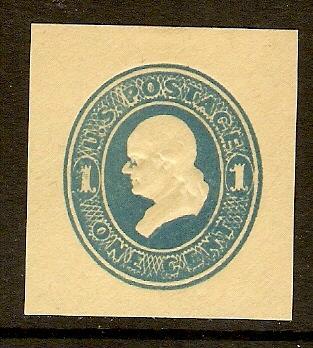 U.S. POSTAGE
1 1
ONE CENT